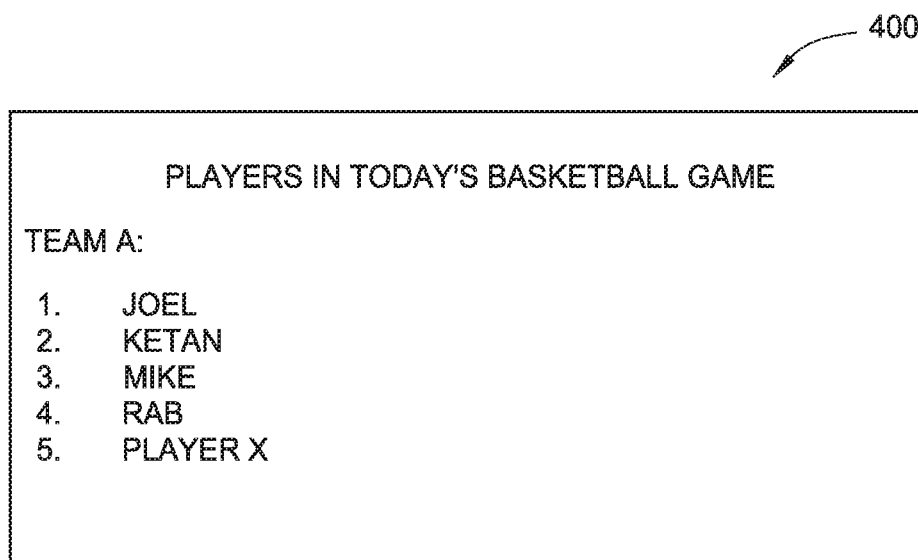 400
PLAYERS IN TODAY'S BASKETBALL GAME
TEAM A:
1. JOEL
2. KETAN
3. MIKE
4. RAB
5. PLAYER X